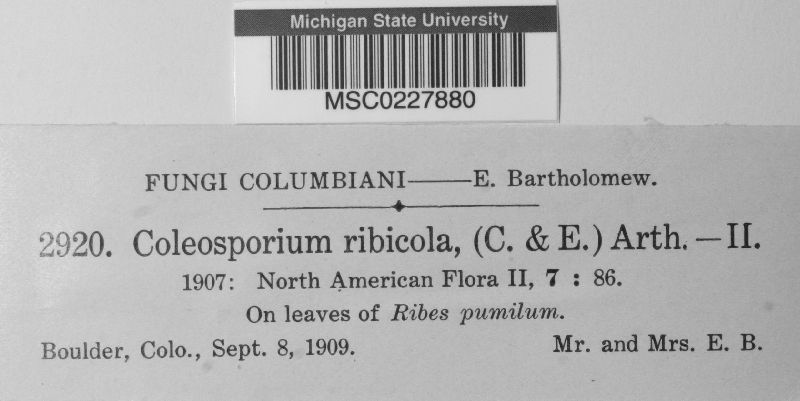 Michigan State University
MSC0227880
FUNGI COLUMBIANI——E. Bartholomew.
2920. Coleosporium ribicola, (C. & E.) Arth. — II.
1907: North American Flora II, 7 : 86.
On leaves of Ribes pumilum.
Boulder, Colo., Sept. 8, 1909. Mr. and Mrs. E. B.